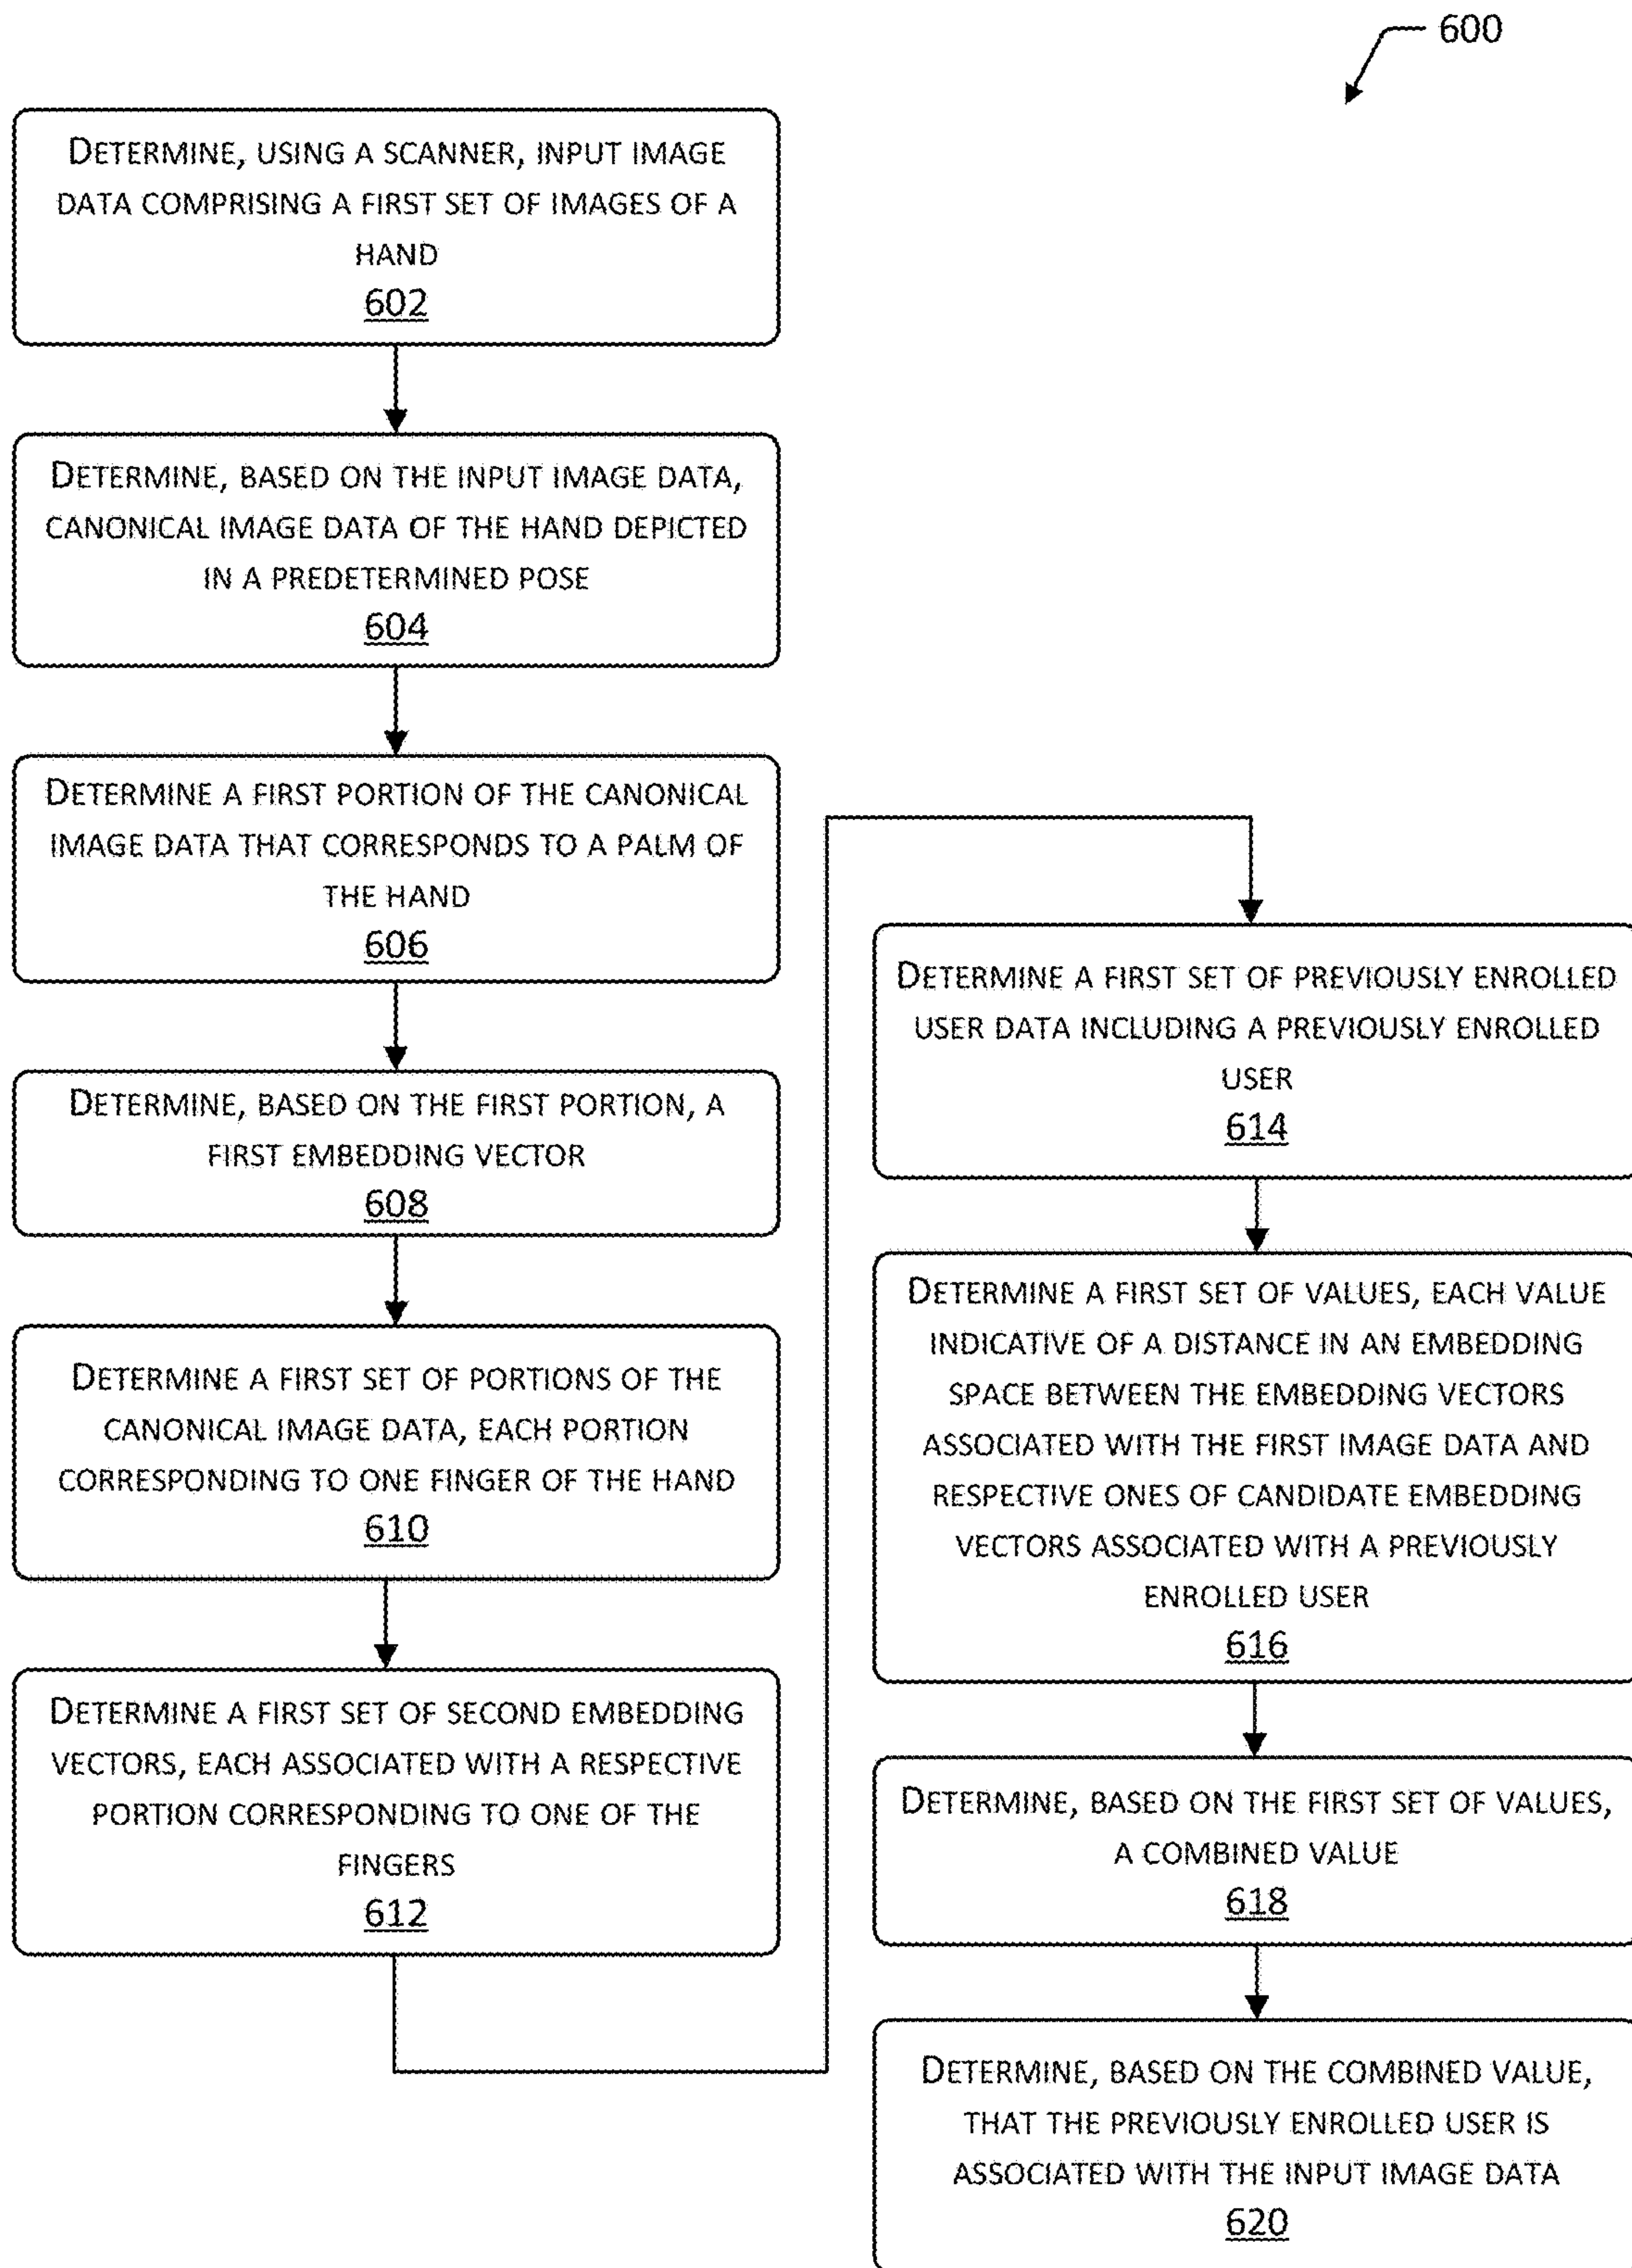 600
DETERMINE, USING A SCANNER, INPUT IMAGE
DATA COMPRISING A FIRST SET OF IMAGES OF A
HAND
602
DETERMINE, BASED ON THE INPUT IMAGE DATA,
CANONICAL IMAGE DATA OF THE HAND DEPICTED
IN A PREDETERMINED POSE
604
DETERMINE A FIRST PORTION OF THE CANONICAL
IMAGE DATA THAT CORRESPONDS TO A PALM OF
THE HAND
606
DETERMINE, BASED ON THE FIRST PORTION, A
FIRST EMBEDDING VECTOR
608
DETERMINE A FIRST SET OF PORTIONS OF THE
CANONICAL IMAGE DATA, EACH PORTION
CORRESPONDING TO ONE FINGER OF THE HAND
610
DETERMINE A FIRST SET OF SECOND EMBEDDING
VECTORS, EACH ASSOCIATED WITH A RESPECTIVE
PORTION CORRESPONDING TO ONE OF THE
FINGERS
612
DETERMINE A FIRST SET OF PREVIOUSLY ENROLLED
USER DATA INCLUDING A PREVIOUSLY ENROLLED
USER
614
DETERMINE A FIRST SET OF VALUES, EACH VALUE
INDICATIVE OF A DISTANCE IN AN EMBEDDING
SPACE BETWEEN THE EMBEDDING VECTORS
ASSOCIATED WITH THE FIRST IMAGE DATA AND
RESPECTIVE ONES OF CANDIDATE EMBEDDING
VECTORS ASSOCIATED WITH A PREVIOUSLY
ENROLLED USER
616
DETERMINE, BASED ON THE FIRST SET OF VALUES,
A COMBINED VALUE
618
DETERMINE, BASED ON THE COMBINED VALUE,
THAT THE PREVIOUSLY ENROLLED USER IS
ASSOCIATED WITH THE INPUT IMAGE DATA
620